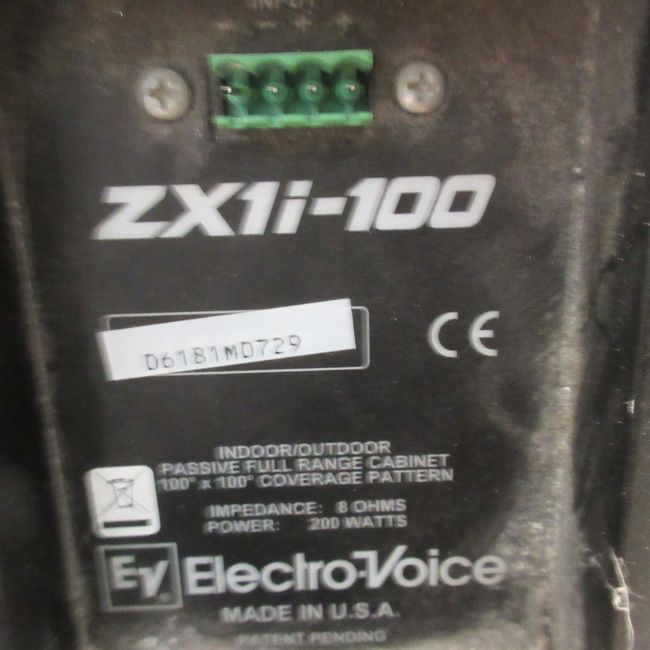 INPUT
- - + +
ZX1i-100
D6181MD729
CE
INDOOR/OUTDOOR
PASSIVE FULL RANGE CABINET
100° x 100° COVERAGE PATTERN
IMPEDANCE: 8 OHMS
POWER: 200 WATTS
EV Electro-Voice
MADE IN U.S.A.
PATENT PENDING